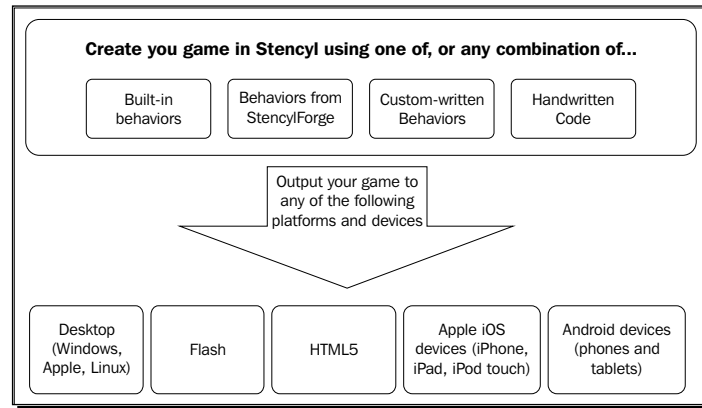 Create you game in Stencyl using one of, or any combination of...
Built-in
behaviors
Behaviors from
StencylForge
Custom-written
Behaviors
Handwritten
Code
Output your game to
any of the following
platforms and devices
Desktop
(Windows,
Apple, Linux)
Flash
HTML5
Apple iOS
devices (iPhone,
iPad, iPod touch)
Android devices
(phones and
tablets)